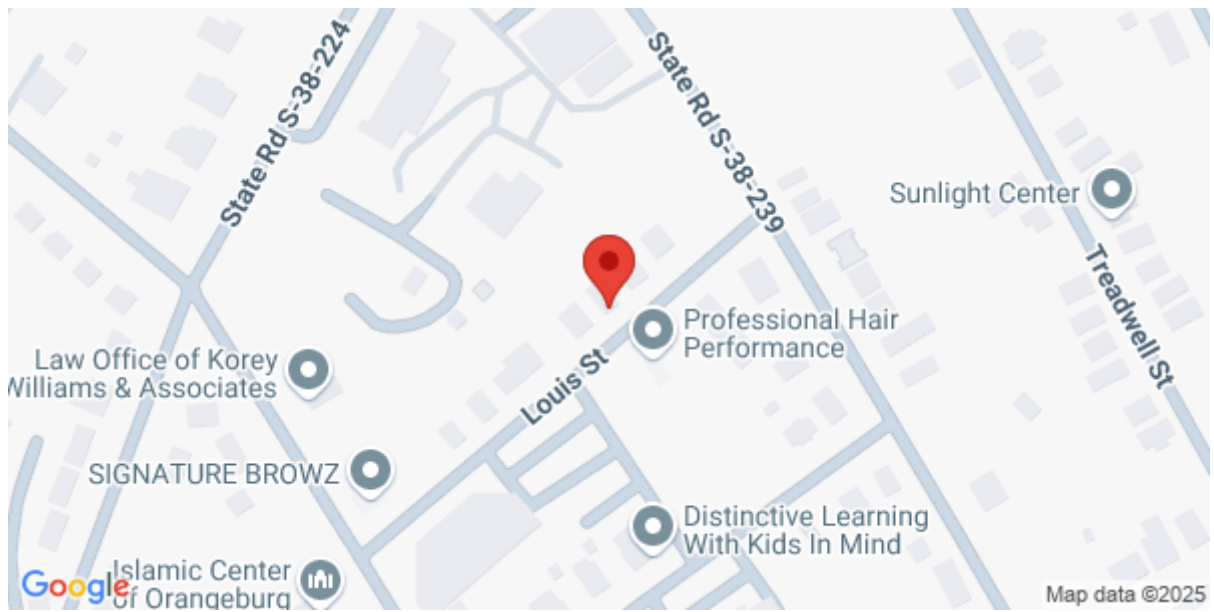 State Rd S-38-224
State Rd S-38-239
Sunlight Center
Treadwell St
Professional Hair
Performance
Louis St
Law Office of Korey
Williams & Associates
SIGNATURE BROWZ
Distinctive Learning
With Kids In Mind
Islamic Center
of Orangeburg
Google
Map data ©2025